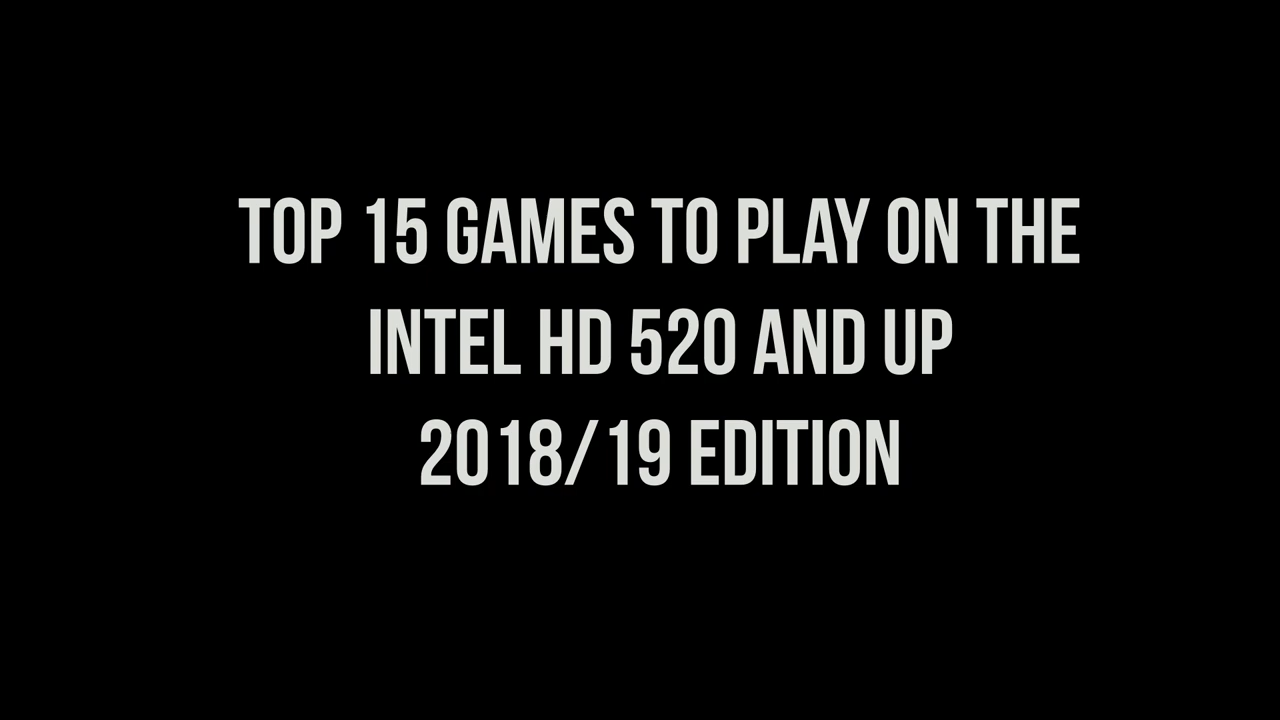 TOP 15 GAMES TO PLAY ON THE
INTEL HD 520 AND UP
2018/19 EDITION